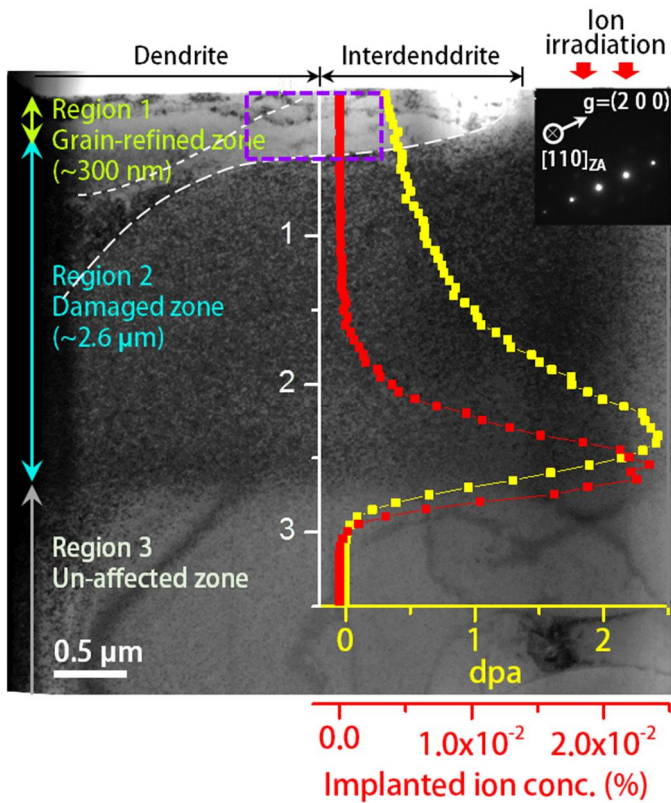 Dendrite
Interdenddrite
Ion
irradiation
Region 1
Grain-refined zone
(~300 nm)
g=(2 0 0)
[110]ZA
1
Region 2
Damaged zone
(~2.6 μm)
2
3
Region 3
Un-affected zone
0.5 μm
0 1 2
dpa
0.0 1.0x10⁻² 2.0x10⁻²
Implanted ion conc. (%)